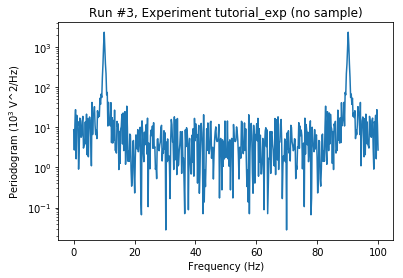 Run #3, Experiment tutorial_exp (no sample)
Periodogram (10³ V^2/Hz)
10³
10²
10¹
10⁰
10⁻¹
0 20 40 60 80 100
Frequency (Hz)